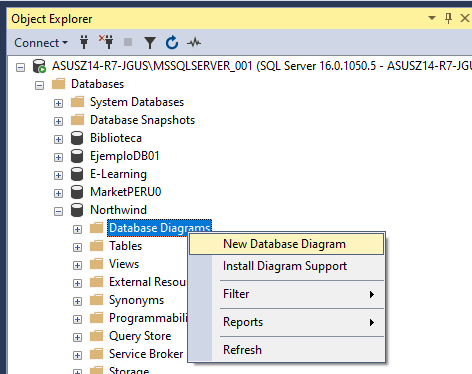 Object Explorer
Connect
ASUSZ14-R7-JGUS\MSSQLSERVER_001 (SQL Server 16.0.1050.5 - ASUSZ14-R7-JG
Databases
System Databases
Database Snapshots
Biblioteca
EjemploDB01
E-Learning
MarketPERU0
Northwind
Database Diagrams
New Database Diagram
Tables
Install Diagram Support
Views
External Resou
Filter
Synonyms
Programmabili
Reports
Query Store
Service Broker
Refresh
Storage